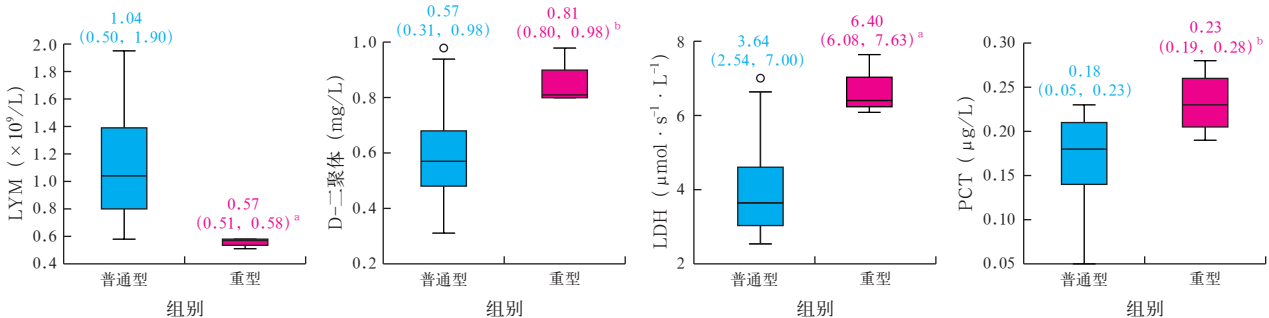 1.04
(0.50, 1.90)
2.0
1.8
1.6
1.4
1.2
1.0
0.8
0.6
0.4
LYM (×10⁹/L)
0.57
(0.51, 0.58)ᵃ
普通型
重型
组别
0.57
(0.31, 0.98)
0.81
(0.80, 0.98)ᵇ
1.0
0.8
0.6
0.4
0.2
D-二聚体 (mg/L)
普通型
重型
组别
3.64
(2.54, 7.00)
6.40
(6.08, 7.63)ᵃ
8
6
4
2
LDH (μmol·s⁻¹·L⁻¹)
普通型
重型
组别
0.18
(0.05, 0.23)
0.23
(0.19, 0.28)ᵇ
0.30
0.25
0.20
0.15
0.10
0.05
PCT (μg/L)
普通型
重型
组别